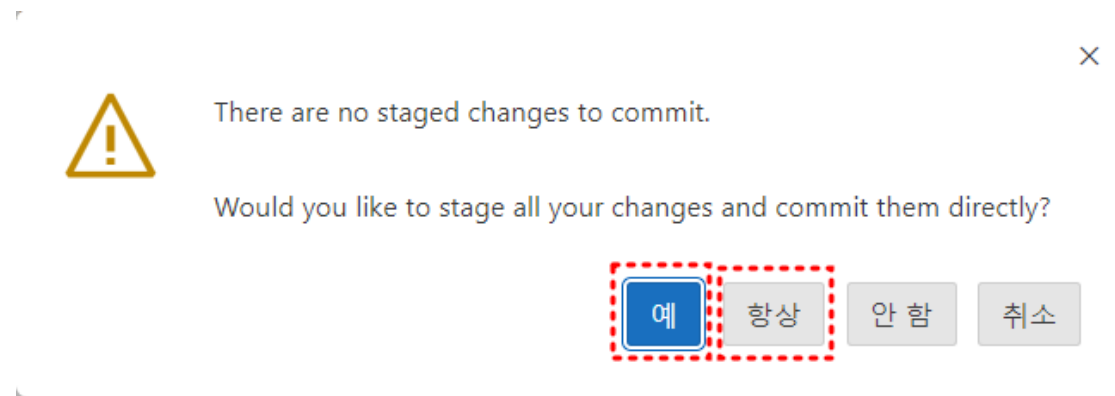 There are no staged changes to commit.
Would you like to stage all your changes and commit them directly?
예 항상 안 함 취소